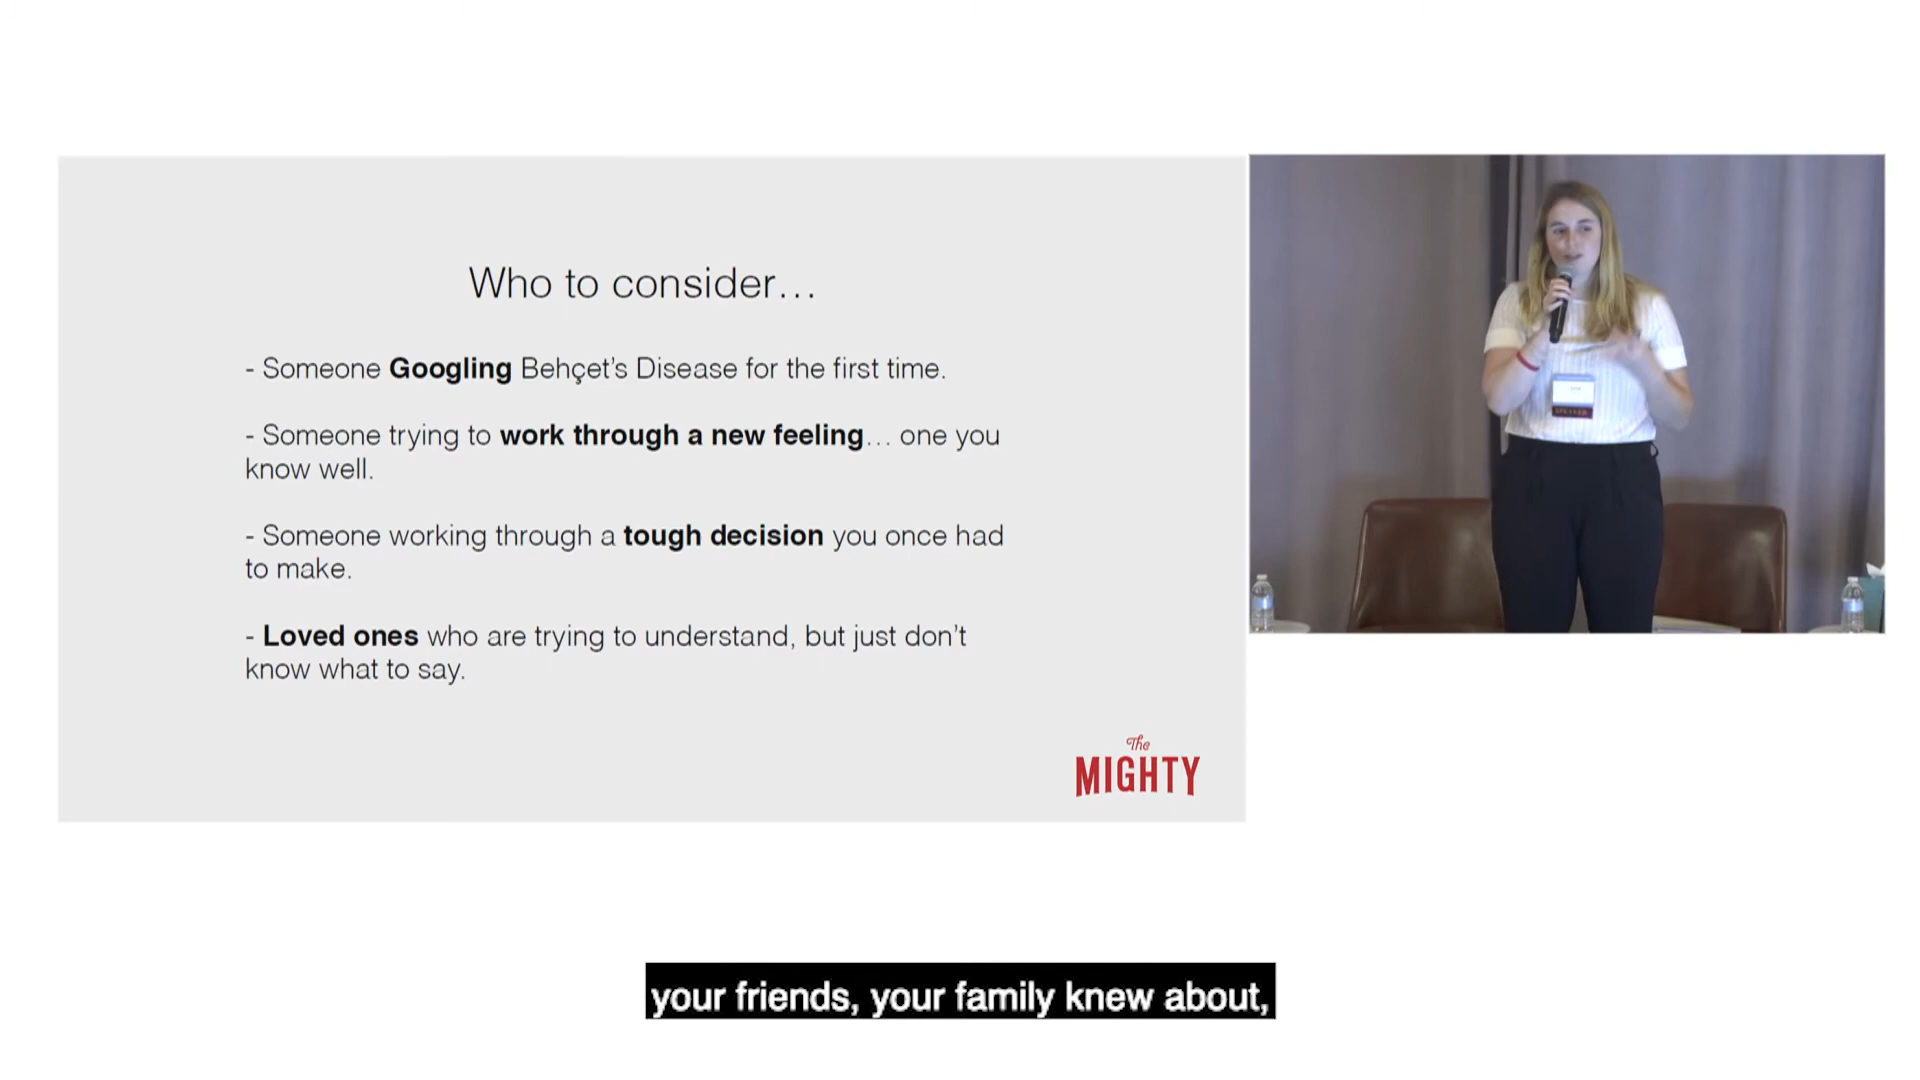 Who to consider…
- Someone Googling Behçet’s Disease for the first time.
- Someone trying to work through a new feeling… one you
know well.
- Someone working through a tough decision you once had
to make.
- Loved ones who are trying to understand, but just don’t
know what to say.
The
MIGHTY
SPEAKER
your friends, your family knew about,